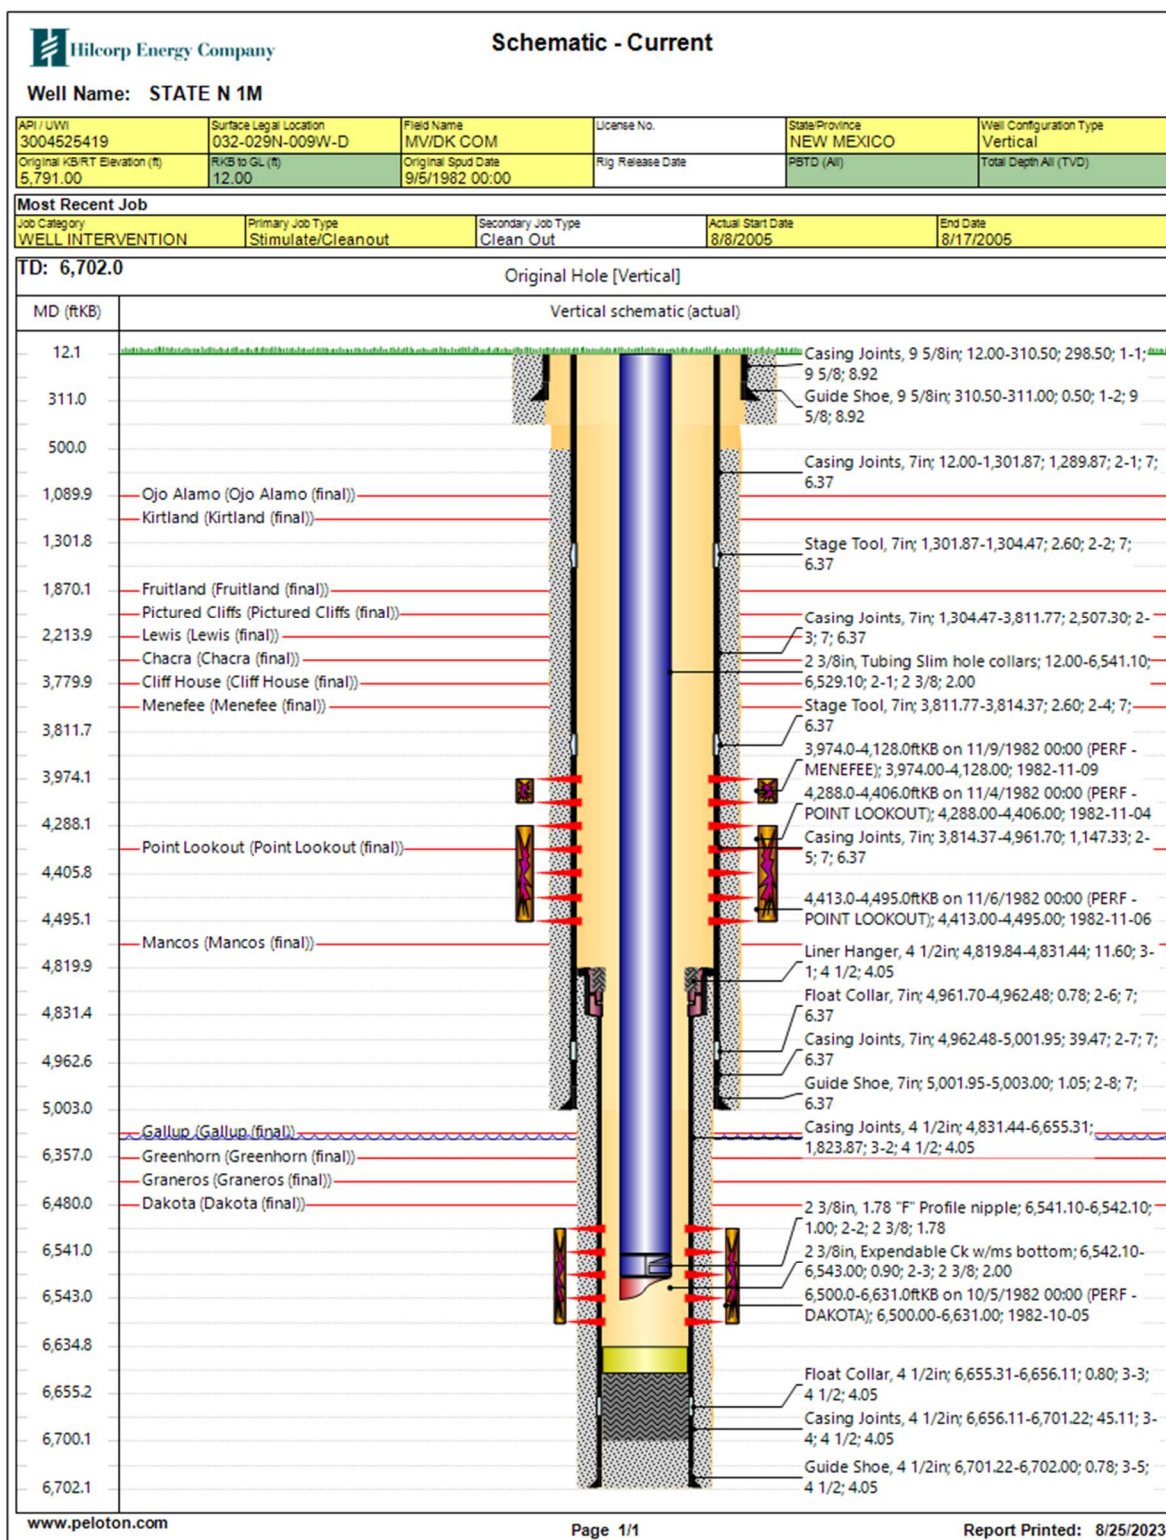 Hilcorp Energy Company
Schematic - Current
Well Name: STATE N 1M
API / UWI
3004525419
Surface Legal Location
032-029N-009W-D
Field Name
MV/DK COM
License No.
State/Province
NEW MEXICO
Well Configuration Type
Vertical
Original KB/RT Elevation (ft)
5,791.00
RKB to GL (ft)
12.00
Original Spud Date
9/5/1982 00:00
Rig Release Date
PBTD (All)
Total Depth All (TVD)
Most Recent Job
Job Category
WELL INTERVENTION
Primary Job Type
Stimulate/Cleanout
Secondary Job Type
Clean Out
Actual Start Date
8/8/2005
End Date
8/17/2005
TD: 6,702.0
Original Hole [Vertical]
MD (ftKB)
Vertical schematic (actual)
12.1
311.0
500.0
1,089.9
1,301.8
1,870.1
2,213.9
3,779.9
3,811.7
3,974.1
4,288.1
4,405.8
4,495.1
4,819.9
4,831.4
4,962.6
5,003.0
6,357.0
6,480.0
6,541.0
6,543.0
6,634.8
6,655.2
6,700.1
6,702.1
Ojo Alamo (Ojo Alamo (final))
Kirtland (Kirtland (final))
Fruitland (Fruitland (final))
Pictured Cliffs (Pictured Cliffs (final))
Lewis (Lewis (final))
Chacra (Chacra (final))
Cliff House (Cliff House (final))
Menefee (Menefee (final))
Point Lookout (Point Lookout (final))
Mancos (Mancos (final))
Gallup (Gallup (final))
Greenhorn (Greenhorn (final))
Graneros (Graneros (final))
Dakota (Dakota (final))
Casing Joints, 9 5/8in; 12.00-310.50; 298.50; 1-1;
9 5/8; 8.92
Guide Shoe, 9 5/8in; 310.50-311.00; 0.50; 1-2; 9
5/8; 8.92
Casing Joints, 7in; 12.00-1,301.87; 1,289.87; 2-1; 7;
6.37
Stage Tool, 7in; 1,301.87-1,304.47; 2.60; 2-2; 7;
6.37
Casing Joints, 7in; 1,304.47-3,811.77; 2,507.30; 2-
3; 7; 6.37
2 3/8in, Tubing Slim hole collars; 12.00-6,541.10;
6,529.10; 2-1; 2 3/8; 2.00
Stage Tool, 7in; 3,811.77-3,814.37; 2.60; 2-4; 7;
6.37
3,974.0-4,128.0ftKB on 11/9/1982 00:00 (PERF -
MENEFEE); 3,974.00-4,128.00; 1982-11-09
4,288.0-4,406.0ftKB on 11/4/1982 00:00 (PERF -
POINT LOOKOUT); 4,288.00-4,406.00; 1982-11-04
Casing Joints, 7in; 3,814.37-4,961.70; 1,147.33; 2-
5; 7; 6.37
4,413.0-4,495.0ftKB on 11/6/1982 00:00 (PERF -
POINT LOOKOUT); 4,413.00-4,495.00; 1982-11-06
Liner Hanger, 4 1/2in; 4,819.84-4,831.44; 11.60; 3-
1; 4 1/2; 4.05
Float Collar, 7in; 4,961.70-4,962.48; 0.78; 2-6; 7;
6.37
Casing Joints, 7in; 4,962.48-5,001.95; 39.47; 2-7; 7;
6.37
Guide Shoe, 7in; 5,001.95-5,003.00; 1.05; 2-8; 7;
6.37
Casing Joints, 4 1/2in; 4,831.44-6,655.31;
1,823.87; 3-2; 4 1/2; 4.05
2 3/8in, 1.78 "F" Profile nipple; 6,541.10-6,542.10;
1.00; 2-2; 2 3/8; 1.78
2 3/8in, Expendable Ck w/ms bottom; 6,542.10-
6,543.00; 0.90; 2-3; 2 3/8; 2.00
6,500.0-6,631.0ftKB on 10/5/1982 00:00 (PERF -
DAKOTA); 6,500.00-6,631.00; 1982-10-05
Float Collar, 4 1/2in; 6,655.31-6,656.11; 0.80; 3-3;
4 1/2; 4.05
Casing Joints, 4 1/2in; 6,656.11-6,701.22; 45.11; 3-
4; 4 1/2; 4.05
Guide Shoe, 4 1/2in; 6,701.22-6,702.00; 0.78; 3-5;
4 1/2; 4.05
www.peloton.com
Page 1/1
Report Printed: 8/25/2023